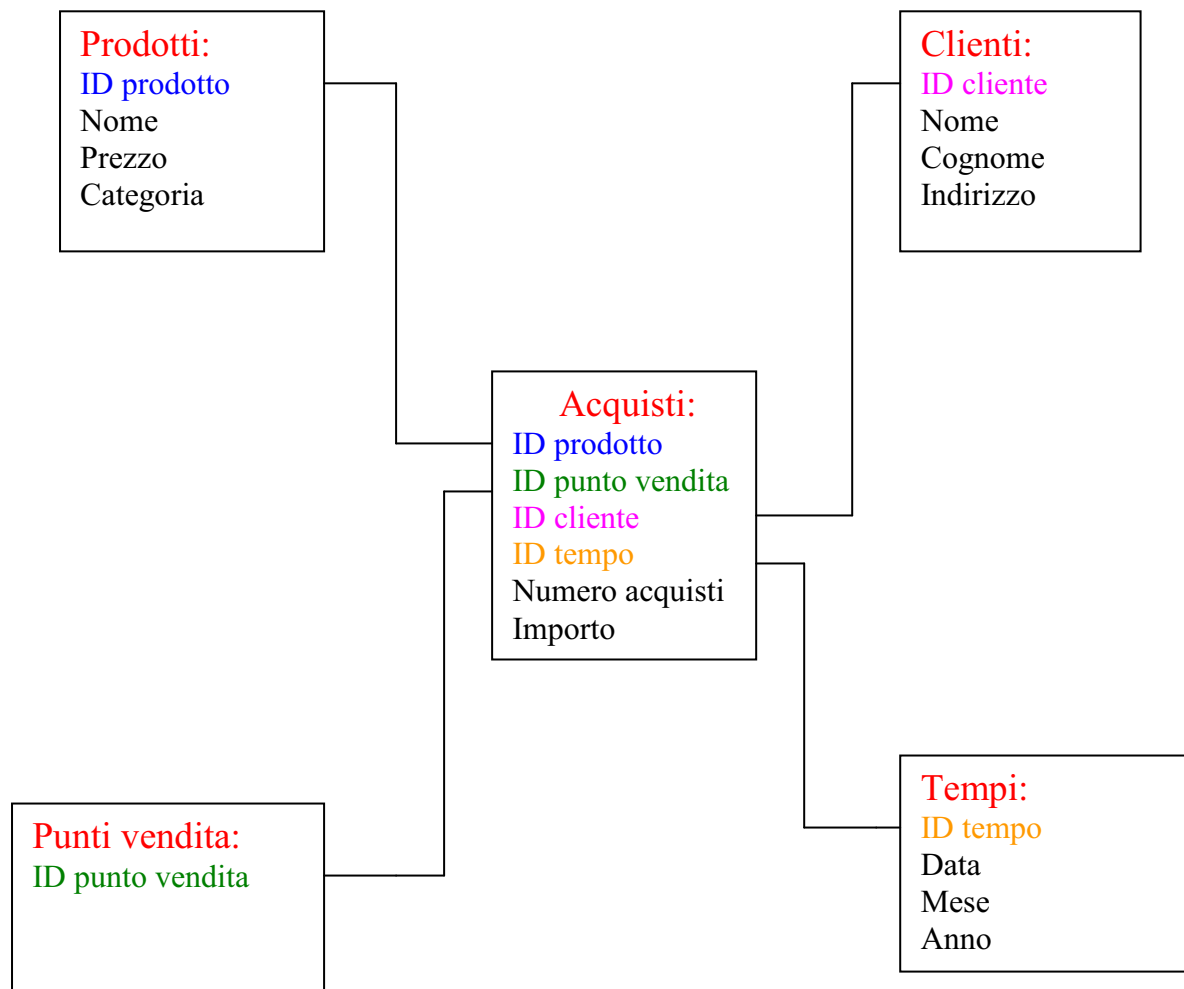 Prodotti:
ID prodotto
Nome
Prezzo
Categoria
Clienti:
ID cliente
Nome
Cognome
Indirizzo
Acquisti:
ID prodotto
ID punto vendita
ID cliente
ID tempo
Numero acquisti
Importo
Punti vendita:
ID punto vendita
Tempi:
ID tempo
Data
Mese
Anno